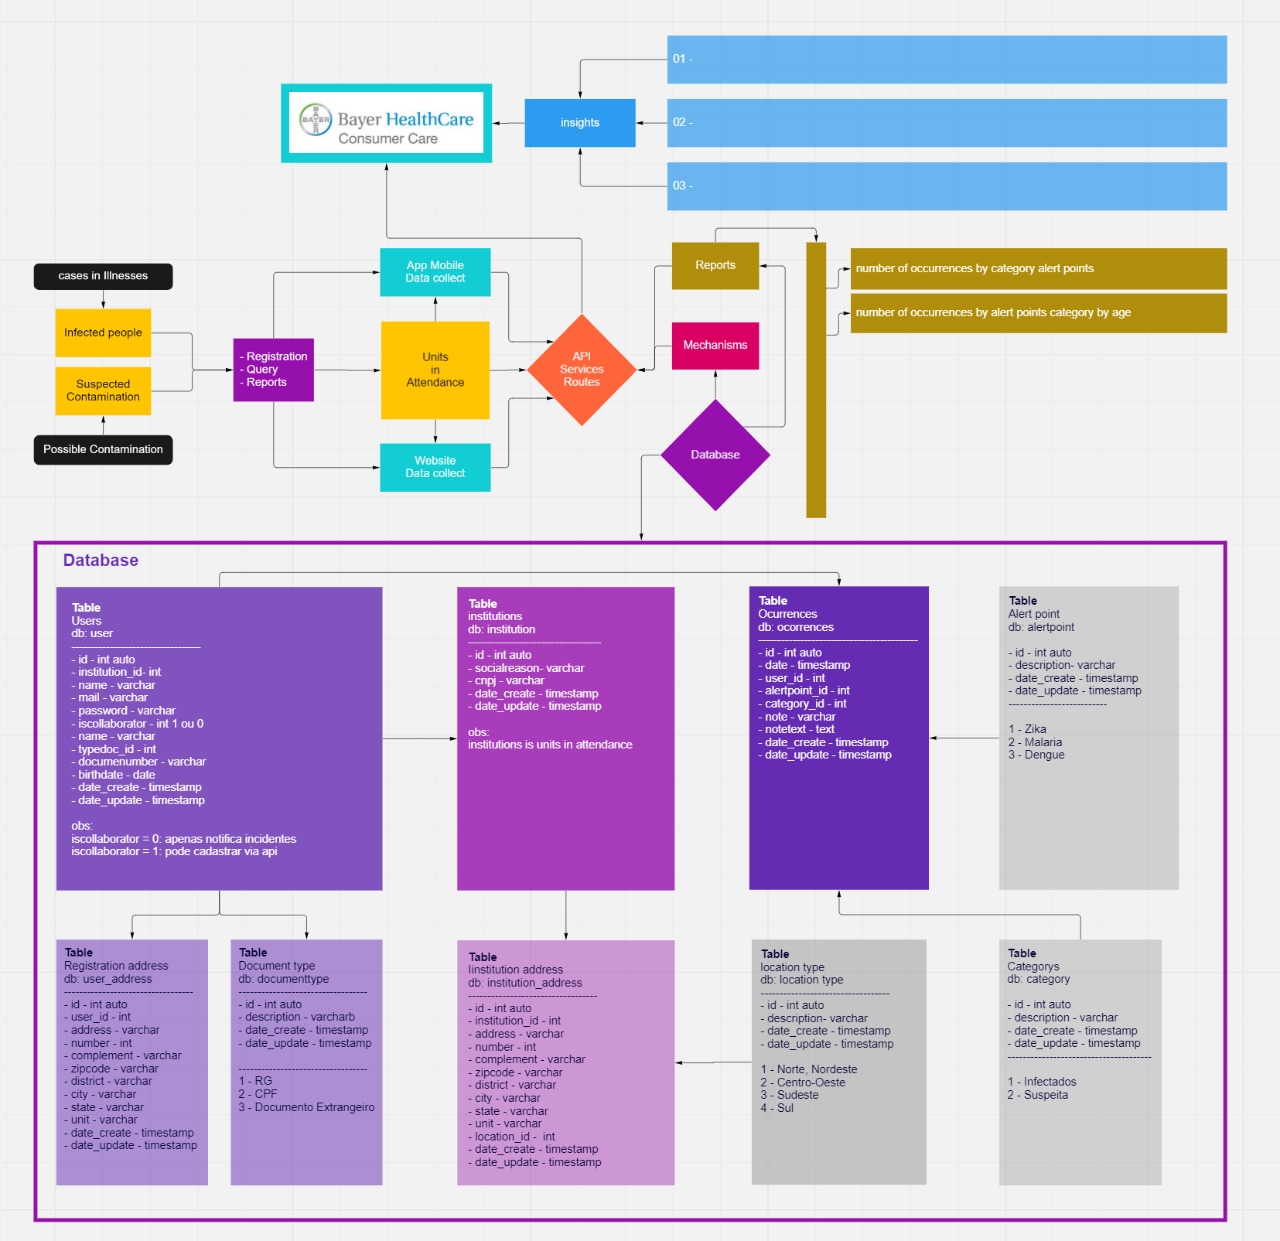 01 -
BAYER
BAYER
Bayer HealthCare
Consumer Care
insights
02 -
03 -
cases in Illnesses
Infected people
Suspected
Contamination
Possible Contamination
- Registration
- Query
- Reports
App Mobile
Data collect
Units
in
Attendance
Website
Data collect
API
Services
Routes
Reports
Mechanisms
Database
number of occurrences by category alert points
number of occurrences by alert points category by age
Database
Table
Users
db: user
----------------------------------
- id - int auto
- institution_id- int
- name - varchar
- mail - varchar
- password - varchar
- iscollaborator - int 1 ou 0
- name - varchar
- typedoc_id - int
- documenumber - varchar
- birthdate - date
- date_create - timestamp
- date_update - timestamp
obs:
iscollaborator = 0: apenas notifica incidentes
iscollaborator = 1: pode cadastrar via api
Table
institutions
db: institution
-----------------------------------
- id - int auto
- socialreason- varchar
- cnpj - varchar
- date_create - timestamp
- date_update - timestamp
obs:
institutions is units in attendance
Table
Ocurrences
db: ocorrences
------------------------------------------
- id - int auto
- date - timestamp
- user_id - int
- alertpoint_id - int
- category_id - int
- note - varchar
- notetext - text
- date_create - timestamp
- date_update - timestamp
Table
Alert point
db: alertpoint
- id - int auto
- description- varchar
- date_create - timestamp
- date_update - timestamp
--------------------------
1 - Zika
2 - Malaria
3 - Dengue
Table
Registration address
db: user_address
----------------------------------
- id - int auto
- user_id - int
- address - varchar
- number - int
- complement - varchar
- zipcode - varchar
- district - varchar
- city - varchar
- state - varchar
- unit - varchar
- date_create - timestamp
- date_update - timestamp
Table
Document type
db: documenttype
----------------------------------
- id - int auto
- description - varcharb
- date_create - timestamp
- date_update - timestamp
----------------------------------
1 - RG
2 - CPF
3 - Documento Extrangeiro
Table
Iinstitution address
db: institution_address
----------------------------------
- id - int auto
- institution_id - int
- address - varchar
- number - int
- complement - varchar
- zipcode - varchar
- district - varchar
- city - varchar
- state - varchar
- unit - varchar
- location_id - int
- date_create - timestamp
- date_update - timestamp
Table
location type
db: location type
----------------------------------
- id - int auto
- description- varchar
- date_create - timestamp
- date_update - timestamp
1 - Norte, Nordeste
2 - Centro-Oeste
3 - Sudeste
4 - Sul
Table
Categorys
db: category
- id - int auto
- description - varchar
- date_create - timestamp
- date_update - timestamp
--------------------------------------
1 - Infectados
2 - Suspeita